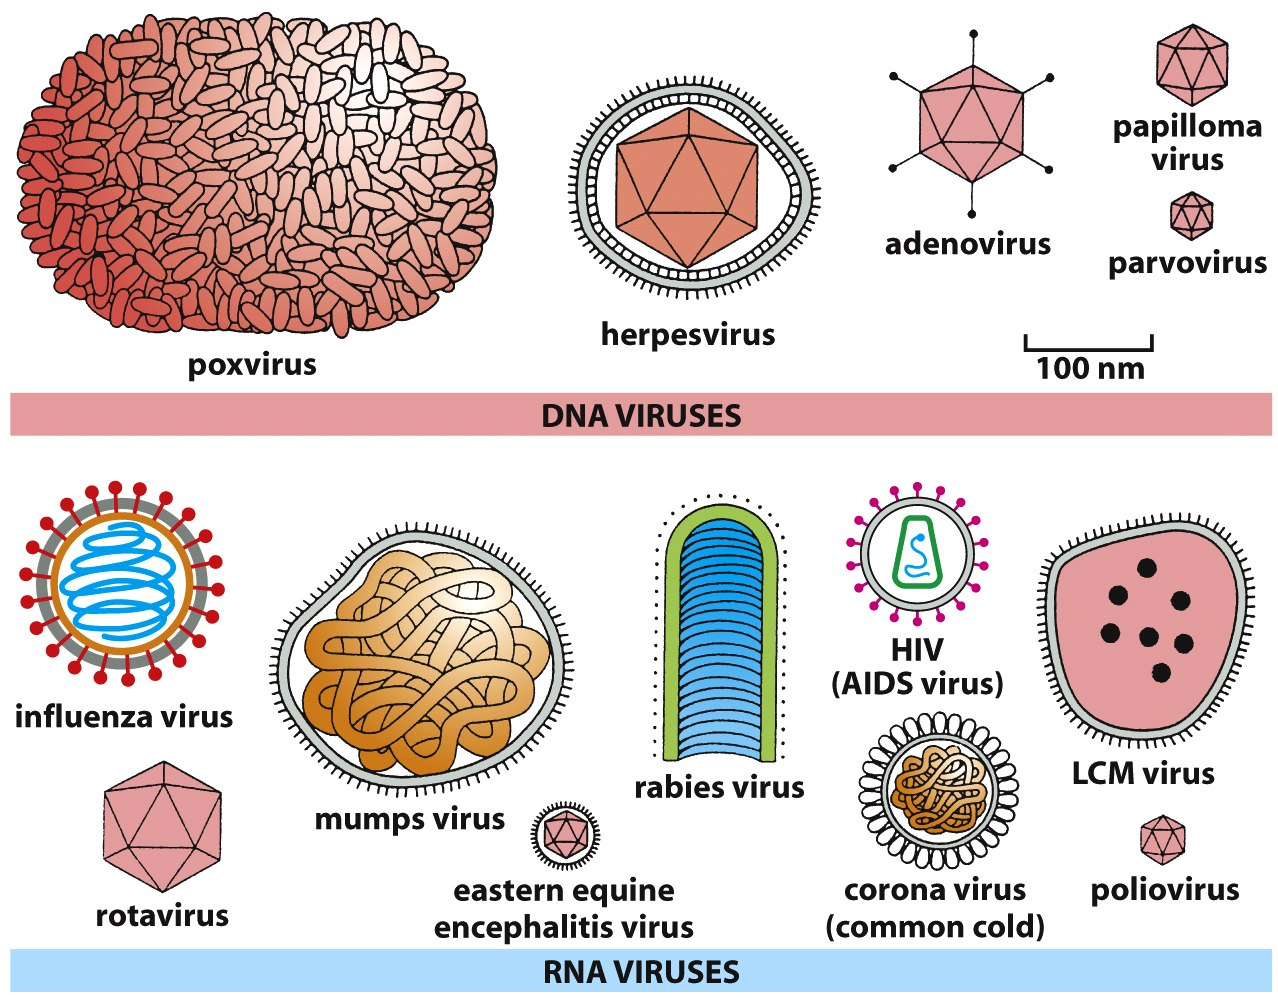 poxvirus
herpesvirus
adenovirus
papilloma
virus
parvovirus
100 nm
DNA VIRUSES
influenza virus
rotavirus
mumps virus
eastern equine
encephalitis virus
rabies virus
HIV
(AIDS virus)
corona virus
(common cold)
LCM virus
poliovirus
RNA VIRUSES